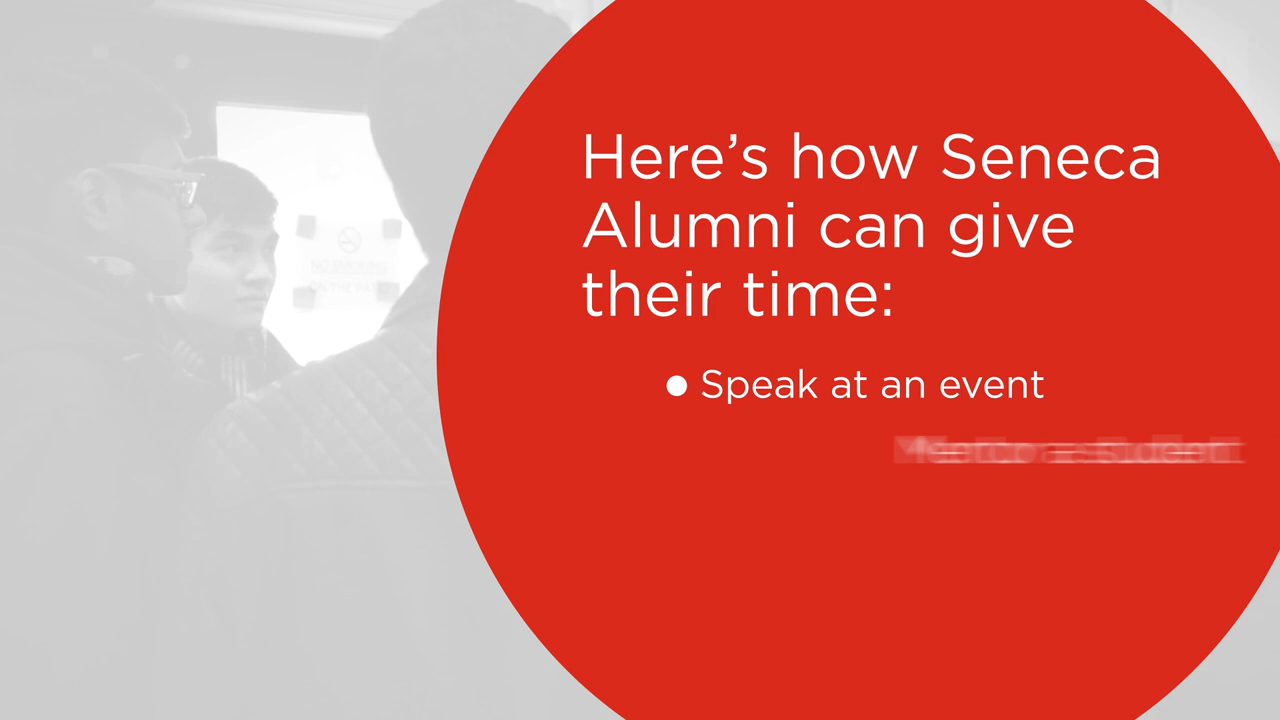 Here's how Seneca
Alumni can give
their time:
● Speak at an event